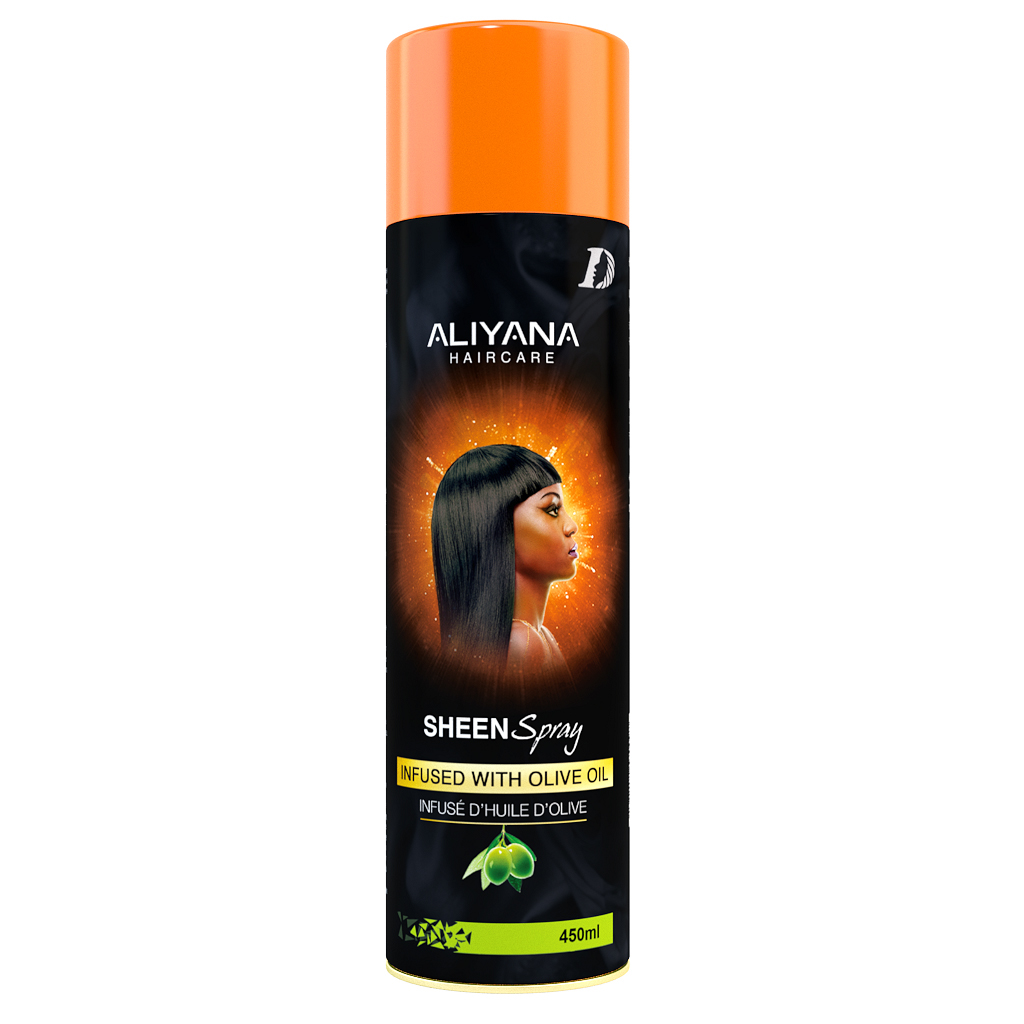 D
ALIYANA
HAIRCARE
SHEEN Spray
INFUSED WITH OLIVE OIL
INFUSÉ D'HUILE D'OLIVE
450ml